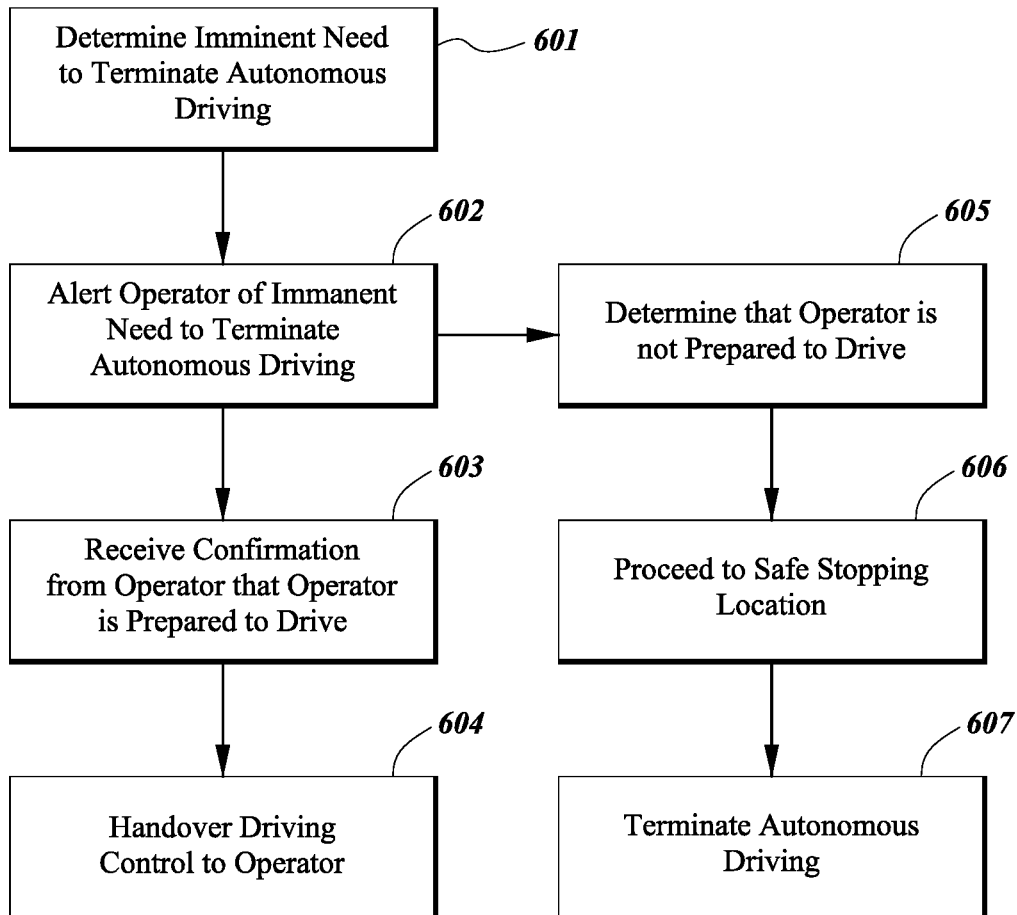 Determine Imminent Need
to Terminate Autonomous
Driving
601
602
Alert Operator of Immanent
Need to Terminate
Autonomous Driving
605
Determine that Operator is
not Prepared to Drive
603
Receive Confirmation
from Operator that Operator
is Prepared to Drive
606
Proceed to Safe Stopping
Location
604
Handover Driving
Control to Operator
607
Terminate Autonomous
Driving